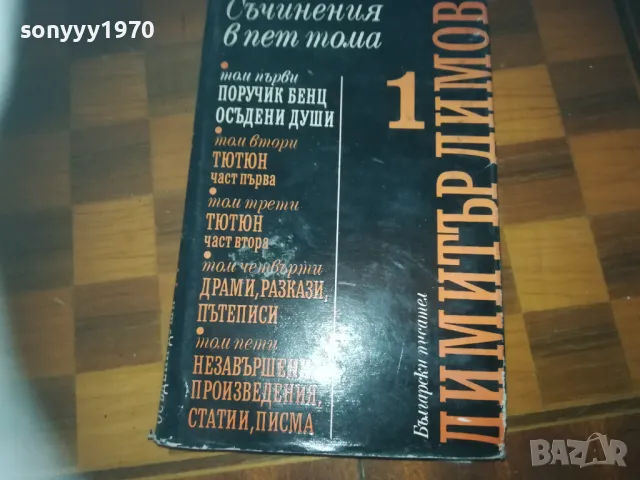 sonyyy1970
Съчинения
в пет тома
том първи
ПОРУЧИК БЕНЦ
ОСЪДЕНИ ДУШИ
том втори
ТЮТЮН
част първа
том трети
ТЮТЮН
част втора
том четвърти
ДРАМИ, РАЗКАЗИ,
ПЪТЕПИСИ
том пети
НЕЗАВЪРШЕНИ
ПРОИЗВЕДЕНИЯ,
СТАТИИ, ПИСМА
1
Български писател
ДИМИТЪР ДИМОВ
BAZAR